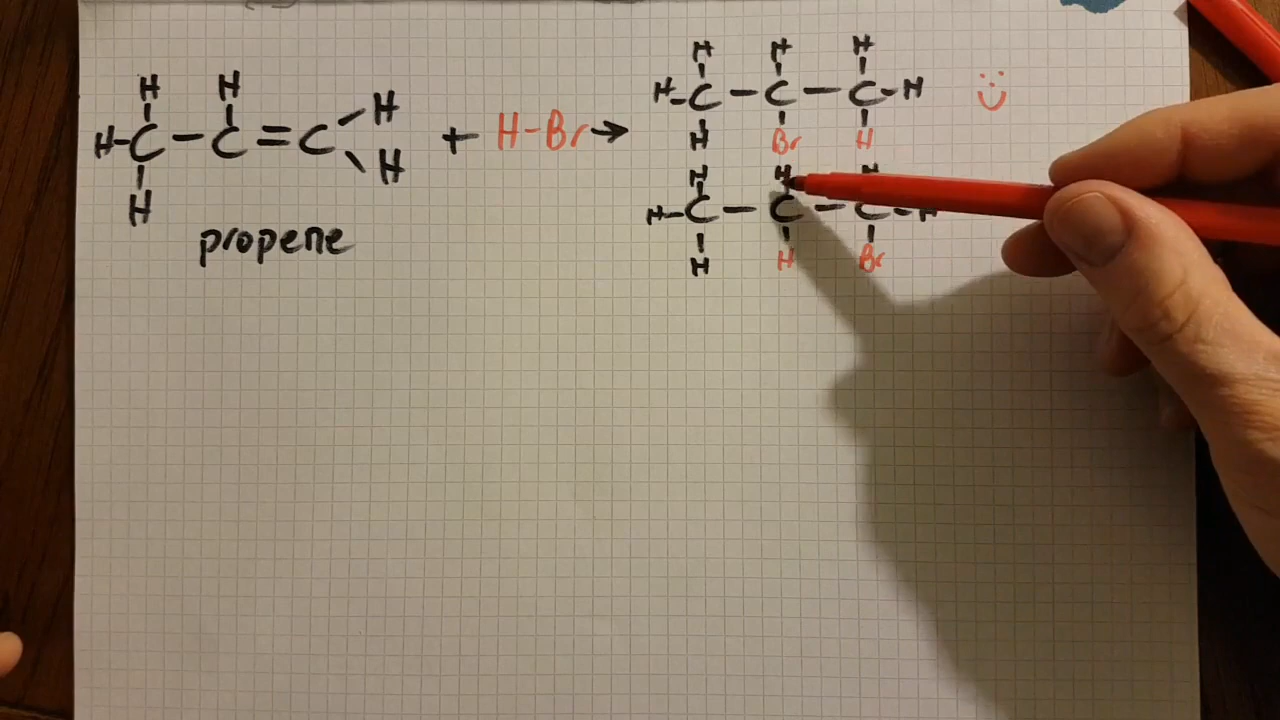 H H H H H
H-C-C=C H + H-Br → H-C-C-C-H
H H H Br H
H H H
H-C-C-C-H
propene H H Br